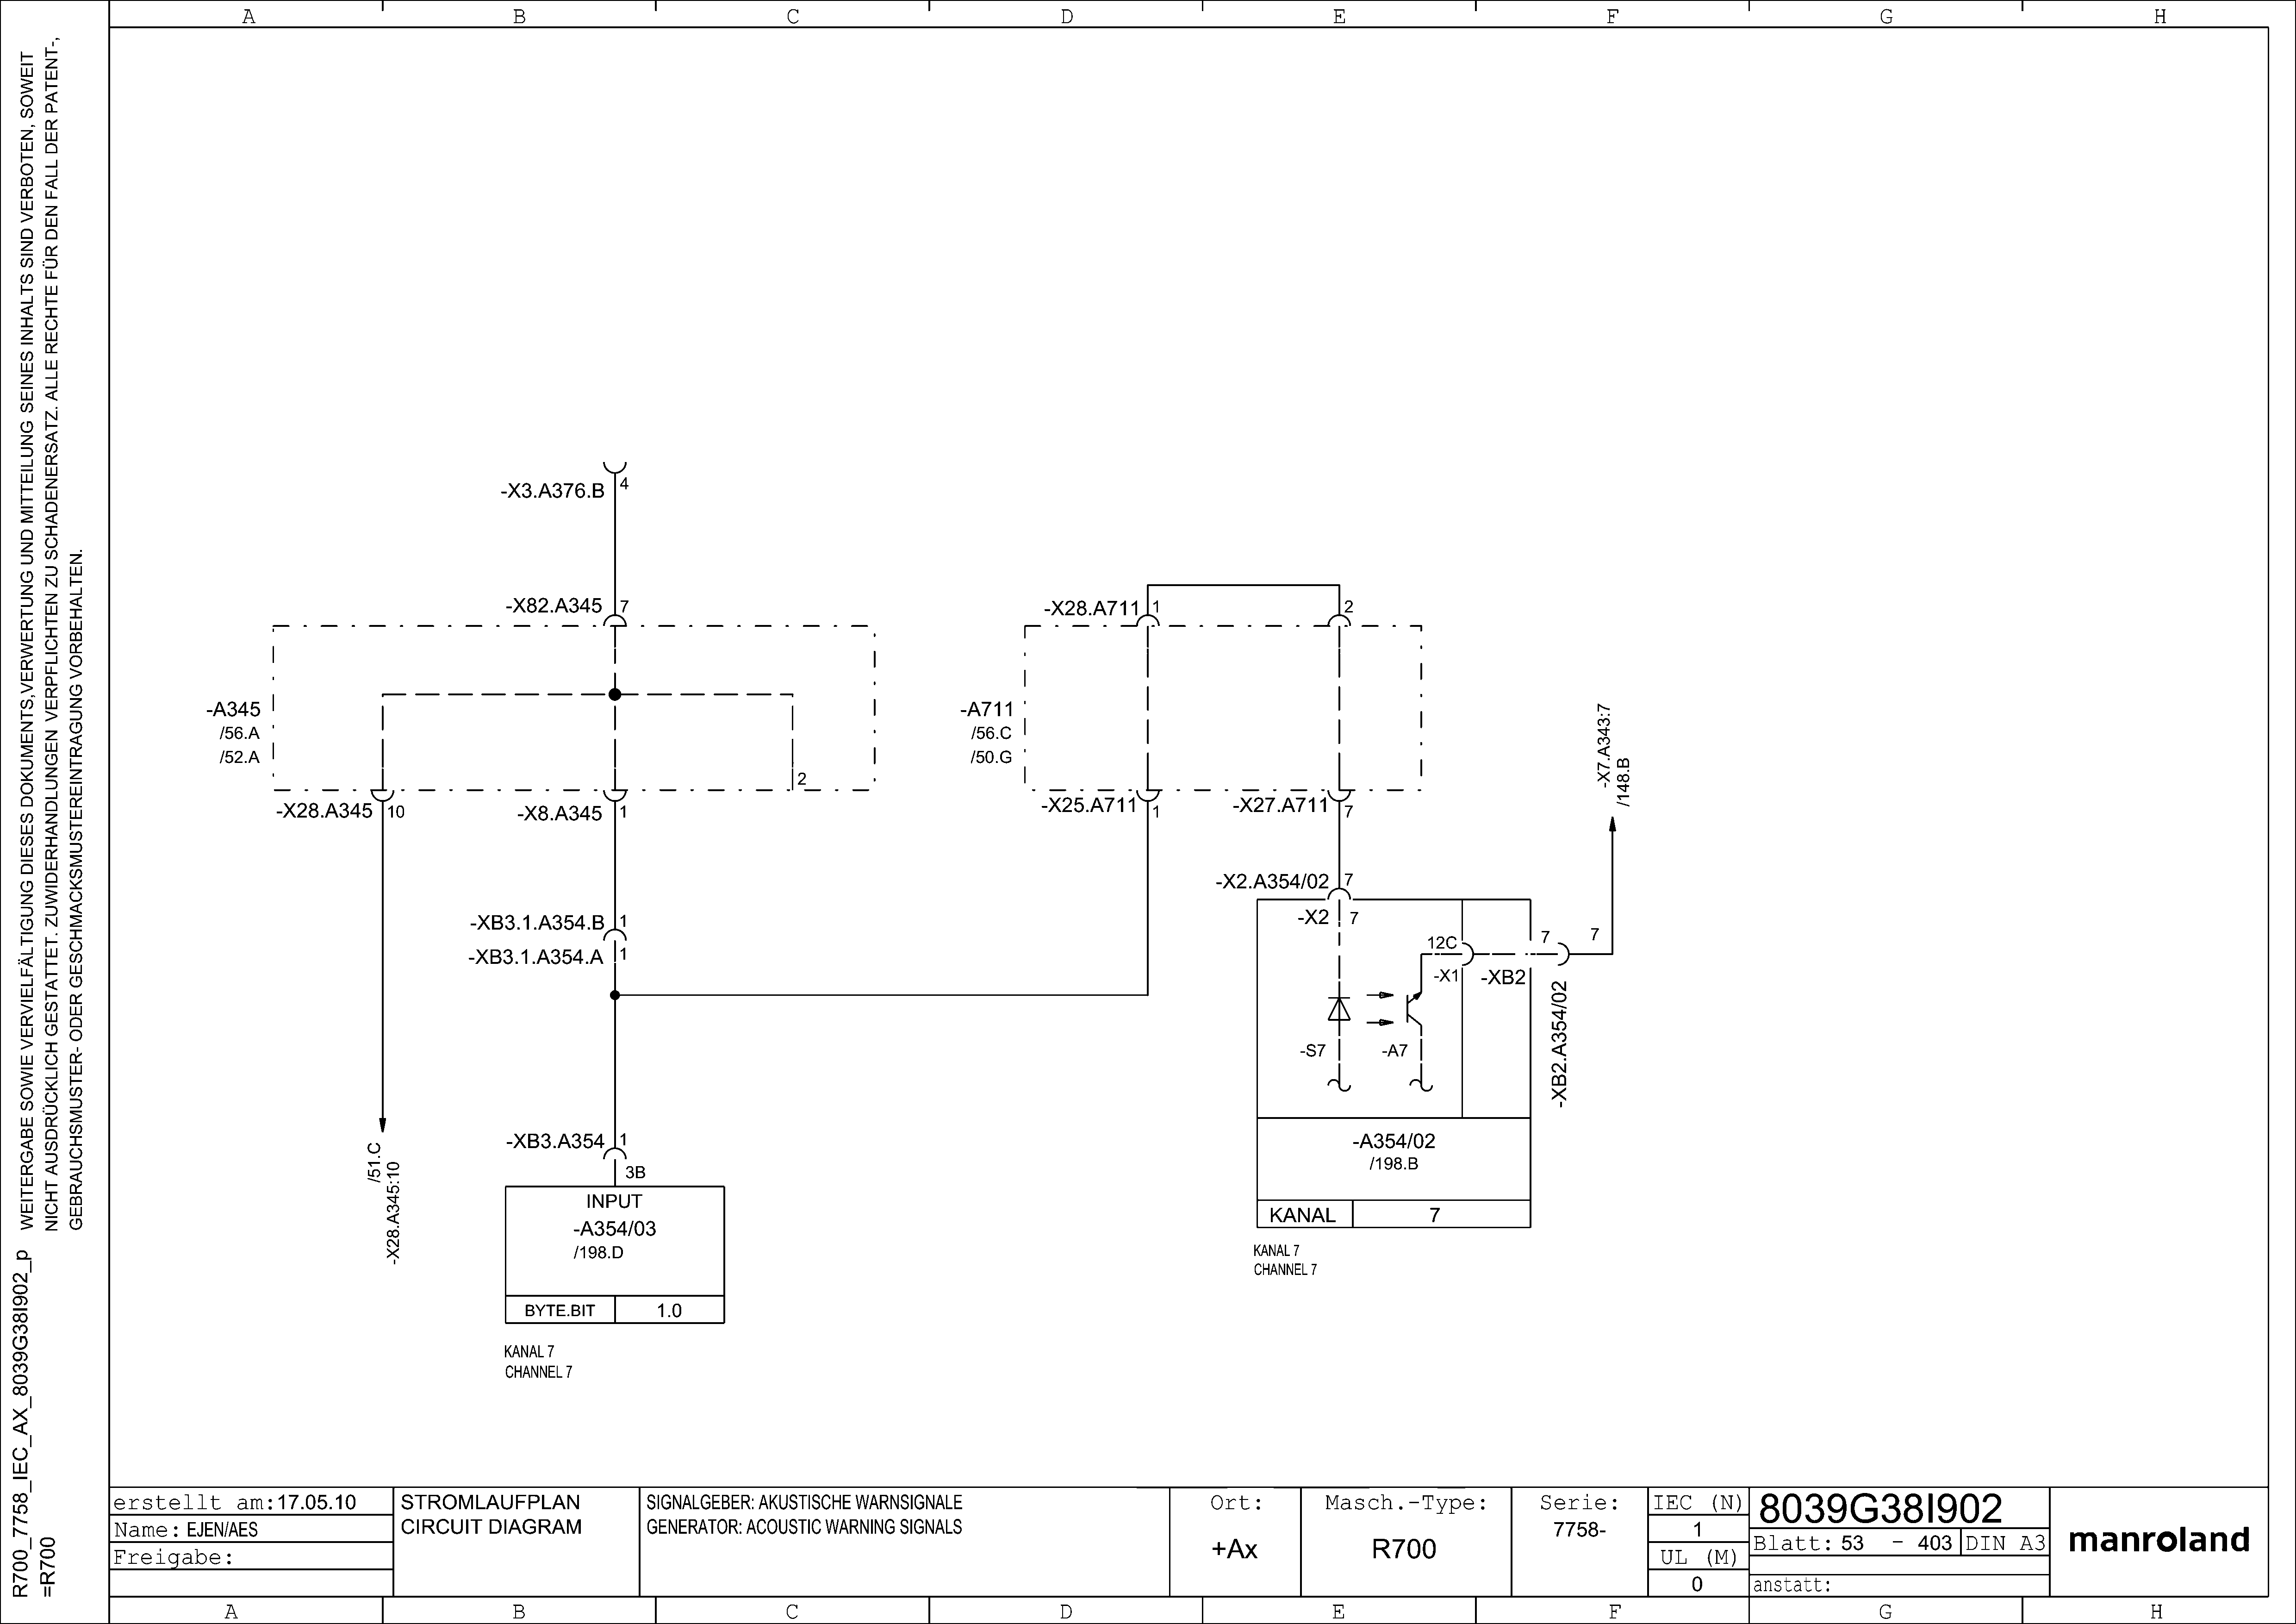 A B C D E F G H
WEITERGABE SOWIE VERVIELFÄLTIGUNG DIESES DOKUMENTS,VERWERTUNG UND MITTEILUNG SEINES INHALTS SIND VERBOTEN, SOWEIT
NICHT AUSDRÜCKLICH GESTATTET. ZUWIDERHANDLUNGEN VERPFLICHTEN ZU SCHADENERSATZ. ALLE RECHTE FÜR DEN FALL DER PATENT-,
GEBRAUCHSMUSTER- ODER GESCHMACKSMUSTEREINTRAGUNG VORBEHALTEN.
R700_7758_IEC_AX_8039G38I902_p
=R700
-X3.A376.B 4
-X82.A345 7
-A345
/56.A
/52.A
2
-X28.A345 10
-X8.A345 1
-XB3.1.A354.B 1
-XB3.1.A354.A 1
/51.C
-X28.A345:10
-XB3.A354 1
3B
INPUT
-A354/03
/198.D
BYTE.BIT 1.0
KANAL 7
CHANNEL 7
-X28.A711 1 2
-A711
/56.C
/50.G
-X25.A711 1
-X27.A711 7
-X2.A354/02 7
-X2 7
12C
-X1
-XB2
7 7
-XB2.A354/02
-X7.A343:7
/148.B
-S7 -A7
-A354/02
/198.B
KANAL 7
KANAL 7
CHANNEL 7
erstellt am:17.05.10
Name: EJEN/AES
Freigabe:
STROMLAUFPLAN
CIRCUIT DIAGRAM
SIGNALGEBER: AKUSTISCHE WARNSIGNALE
GENERATOR: ACOUSTIC WARNING SIGNALS
Ort:
+Ax
Masch.-Type:
R700
Serie:
7758-
IEC (N)
1
UL (M)
0
8039G38I902
Blatt: 53 - 403 DIN A3
anstatt:
manroland
A B C D E F G H